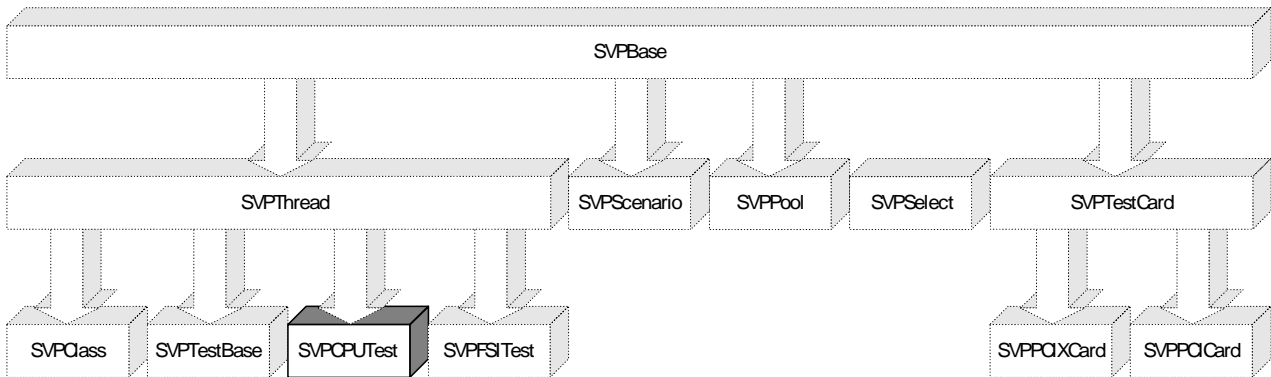 SVPBase
SVPThread
SVPScenario
SVPPool
SVPSelect
SVPTestCard
SVPClass
SVPTestBase
SVPCPUTest
SVPFSITest
SVPPCIXCard
SVPPCICard